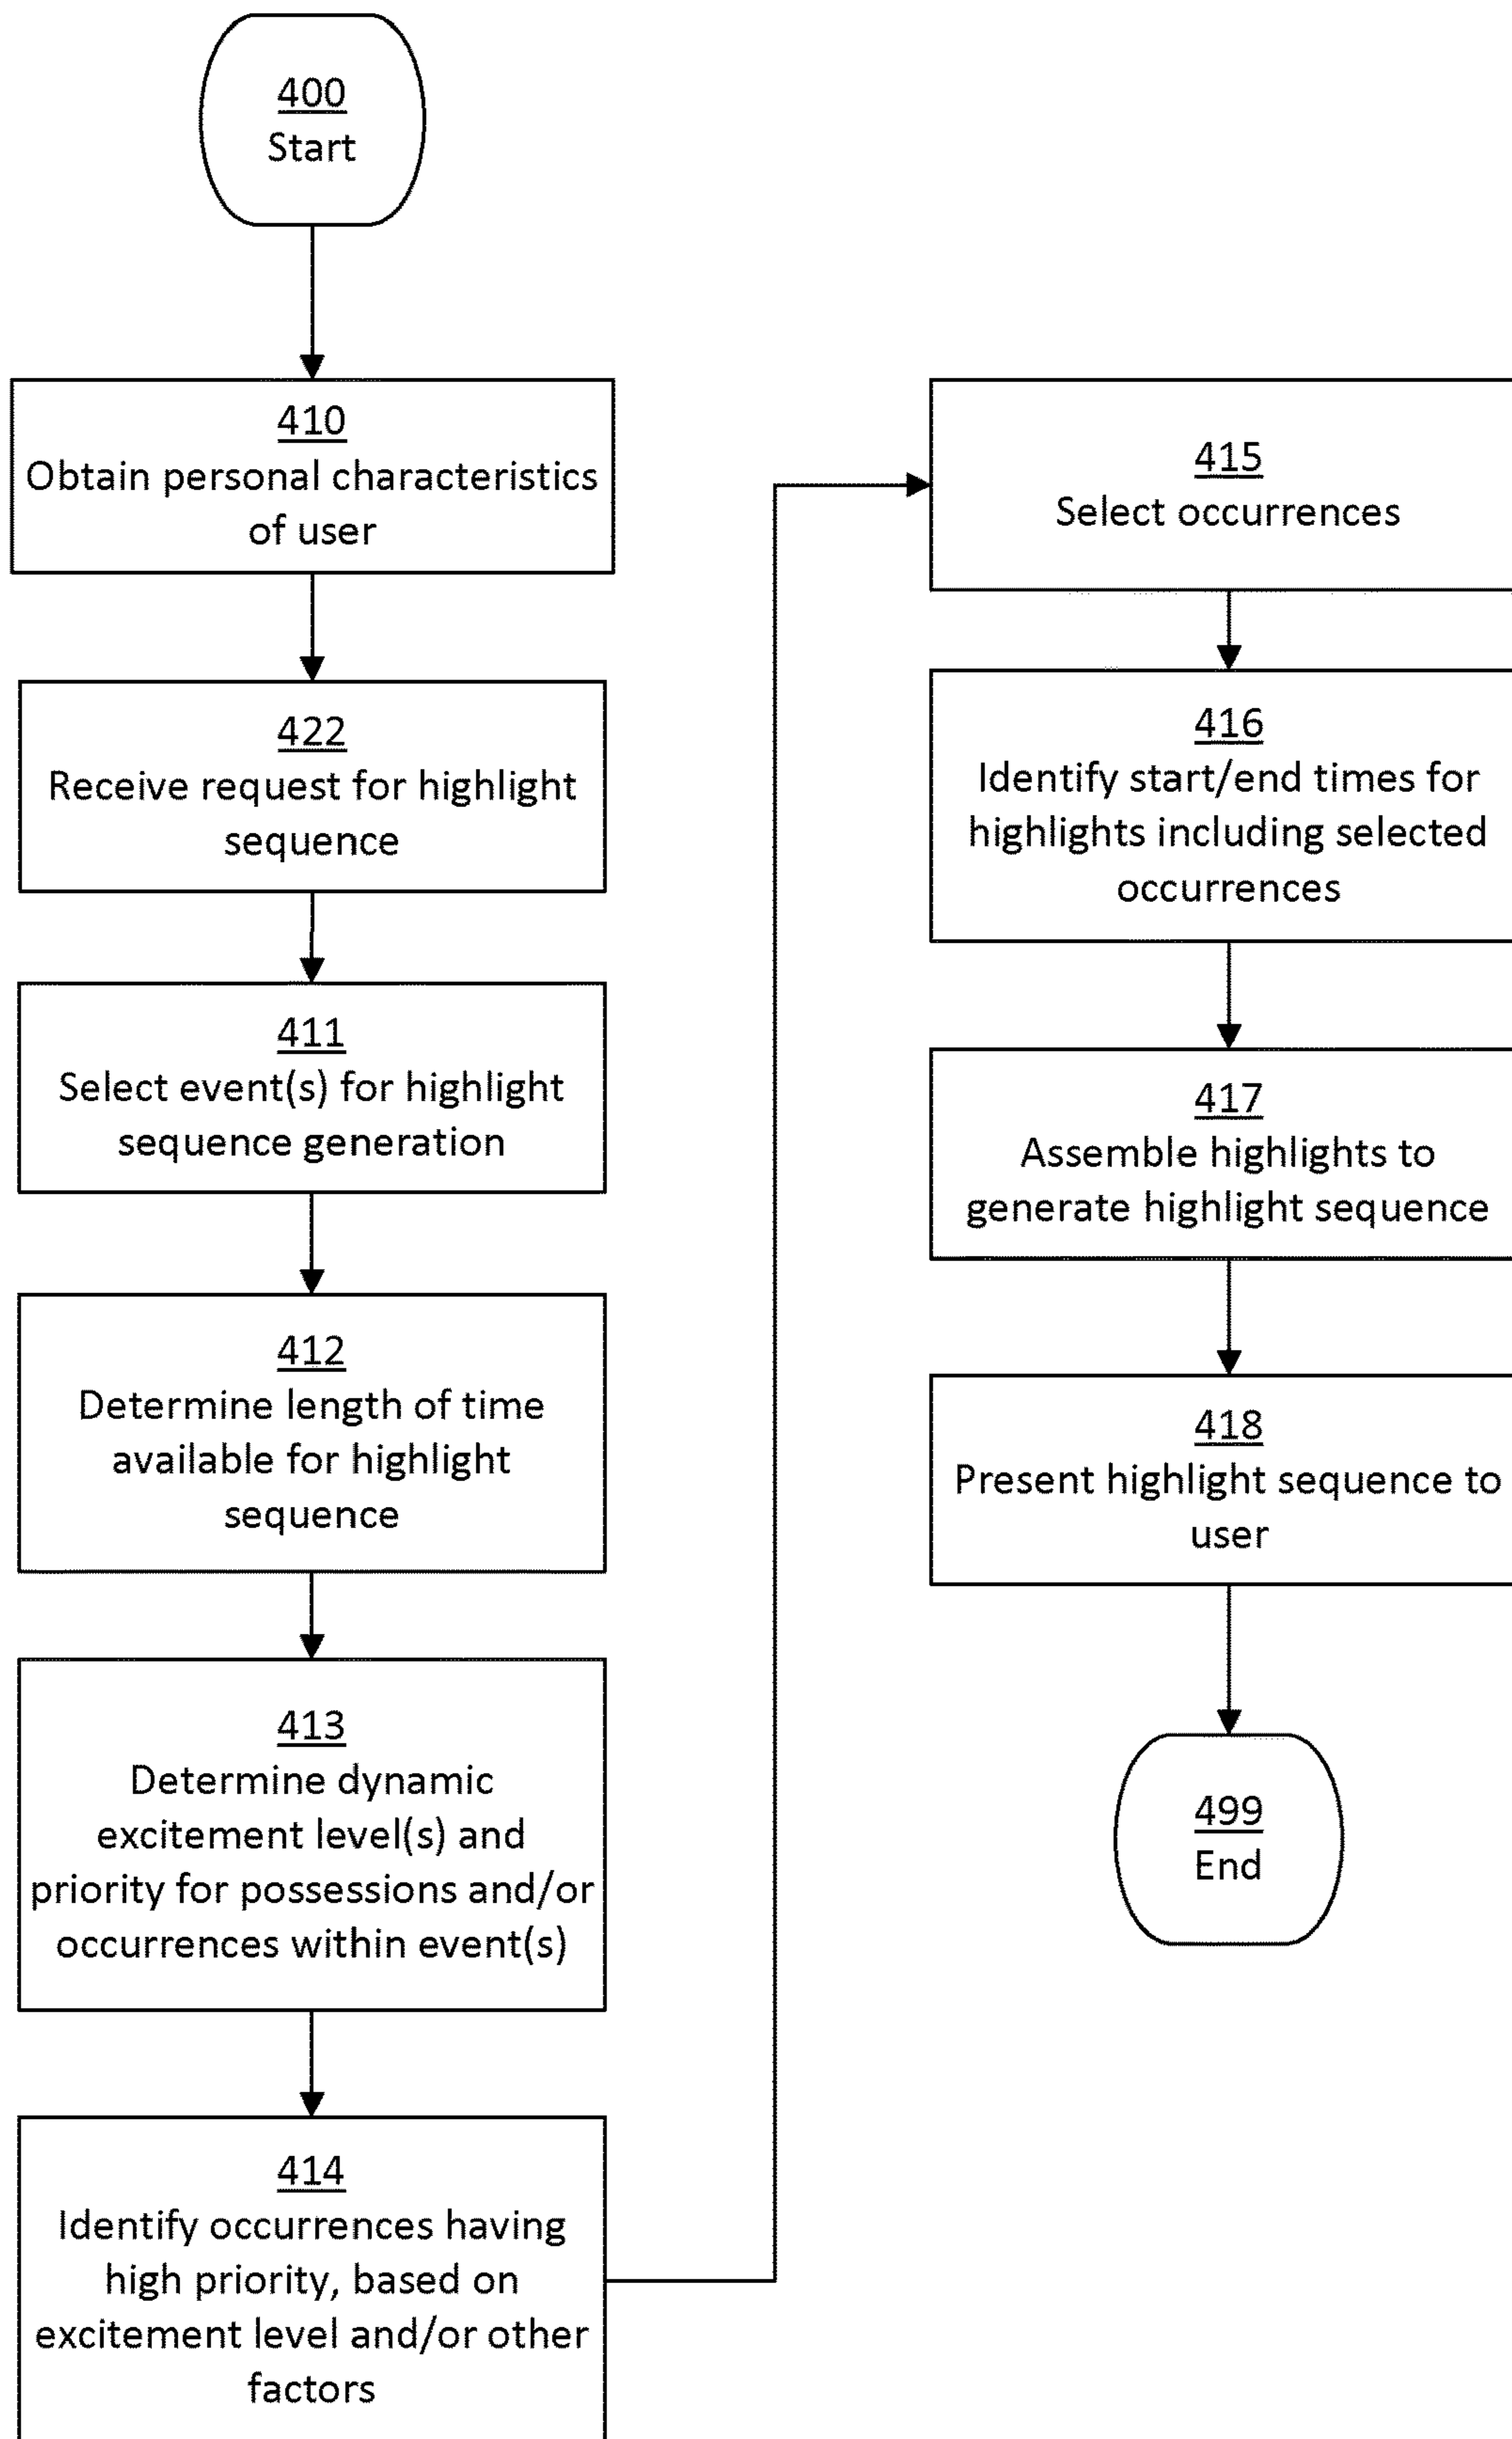 400
Start
410
Obtain personal characteristics
of user
422
Receive request for highlight
sequence
411
Select event(s) for highlight
sequence generation
412
Determine length of time
available for highlight
sequence
413
Determine dynamic
excitement level(s) and
priority for possessions and/or
occurrences within event(s)
414
Identify occurrences having
high priority, based on
excitement level and/or other
factors
415
Select occurrences
416
Identify start/end times for
highlights including selected
occurrences
417
Assemble highlights to
generate highlight sequence
418
Present highlight sequence to
user
499
End